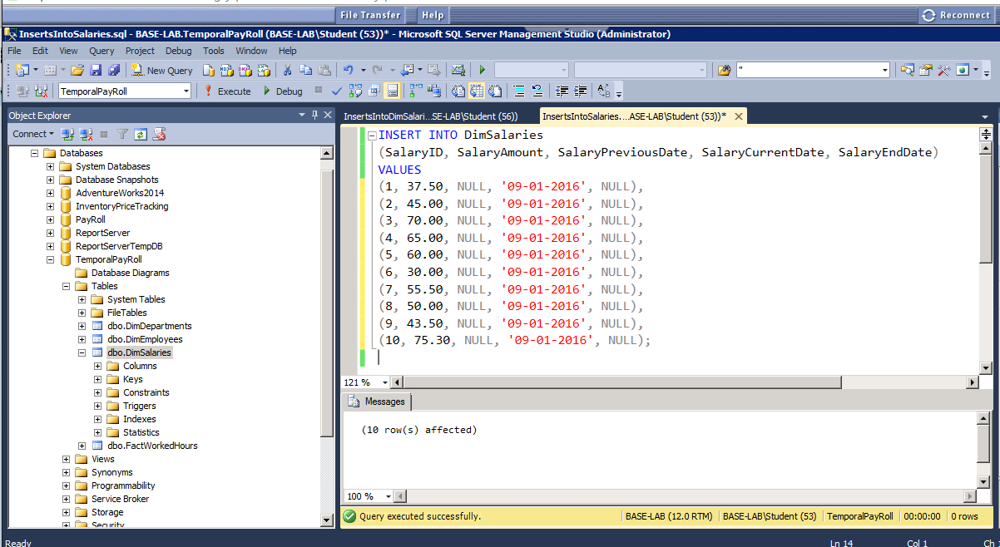 File Transfer Help Reconnect
InsertsIntoSalaries.sql - BASE-LAB.TemporalPayRoll (BASE-LAB\Student (53))* - Microsoft SQL Server Management Studio (Administrator)
File Edit View Query Project Debug Tools Window Help
New Query "
TemporalPayRoll Execute Debug
Object Explorer
Connect
Databases
System Databases
Database Snapshots
AdventureWorks2014
InventoryPriceTracking
PayRoll
ReportServer
ReportServerTempDB
TemporalPayRoll
Database Diagrams
Tables
System Tables
FileTables
dbo.DimDepartments
dbo.DimEmployees
dbo.DimSalaries
Columns
Keys
Constraints
Triggers
Indexes
Statistics
dbo.FactWorkedHours
Views
Synonyms
Programmability
Service Broker
Storage
Security
InsertsIntoDimSalari...SE-LAB\Student (56)) InsertsIntoSalaries....ASE-LAB\Student (53))*
INSERT INTO DimSalaries
(SalaryID, SalaryAmount, SalaryPreviousDate, SalaryCurrentDate, SalaryEndDate)
VALUES
(1, 37.50, NULL, '09-01-2016', NULL),
(2, 45.00, NULL, '09-01-2016', NULL),
(3, 70.00, NULL, '09-01-2016', NULL),
(4, 65.00, NULL, '09-01-2016', NULL),
(5, 60.00, NULL, '09-01-2016', NULL),
(6, 30.00, NULL, '09-01-2016', NULL),
(7, 55.50, NULL, '09-01-2016', NULL),
(8, 50.00, NULL, '09-01-2016', NULL),
(9, 43.50, NULL, '09-01-2016', NULL),
(10, 75.30, NULL, '09-01-2016', NULL);
121 %
Messages
(10 row(s) affected)
100 %
Query executed successfully. BASE-LAB (12.0 RTM) BASE-LAB\Student (53) TemporalPayRoll 00:00:00 0 rows
Ready Ln 14 Col 1 Ch